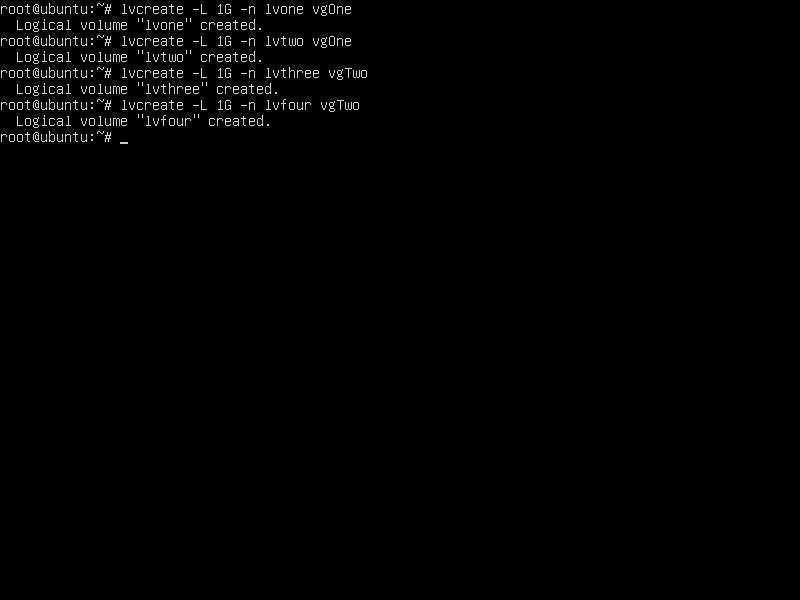 root@ubuntu:~# lvcreate -L 1G -n lvone vgOne
  Logical volume "lvone" created.
root@ubuntu:~# lvcreate -L 1G -n lvtwo vgOne
  Logical volume "lvtwo" created.
root@ubuntu:~# lvcreate -L 1G -n lvthree vgTwo
  Logical volume "lvthree" created.
root@ubuntu:~# lvcreate -L 1G -n lvfour vgTwo
  Logical volume "lvfour" created.
root@ubuntu:~# _